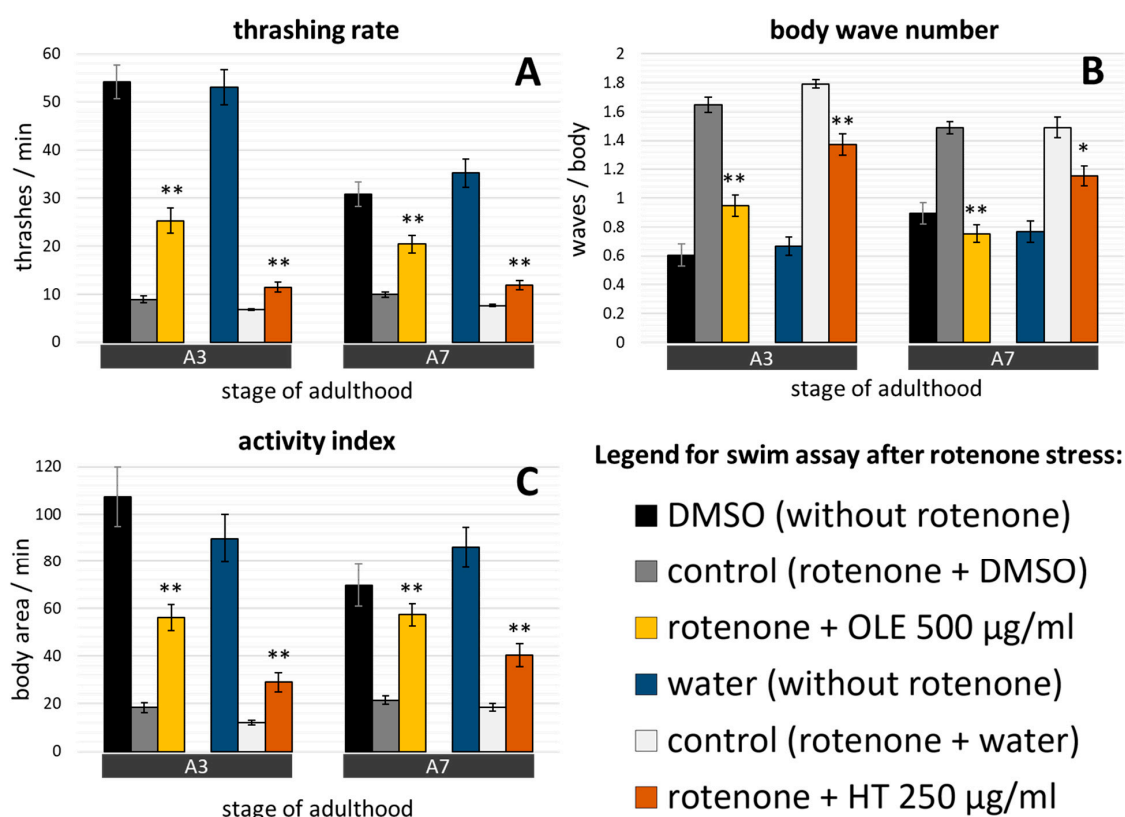 thrashing rate
A
thrashes / min
60
50
40
30
20
10
0
**
**
**
**
A3
A7
stage of adulthood
body wave number
B
waves / body
2
1.8
1.6
1.4
1.2
1
0.8
0.6
0.4
0.2
0
**
**
**
*
A3
A7
stage of adulthood
activity index
C
body area / min
120
100
80
60
40
20
0
**
**
**
**
A3
A7
stage of adulthood
Legend for swim assay after rotenone stress:
DMSO (without rotenone)
control (rotenone + DMSO)
rotenone + OLE 500 µg/ml
water (without rotenone)
control (rotenone + water)
rotenone + HT 250 µg/ml